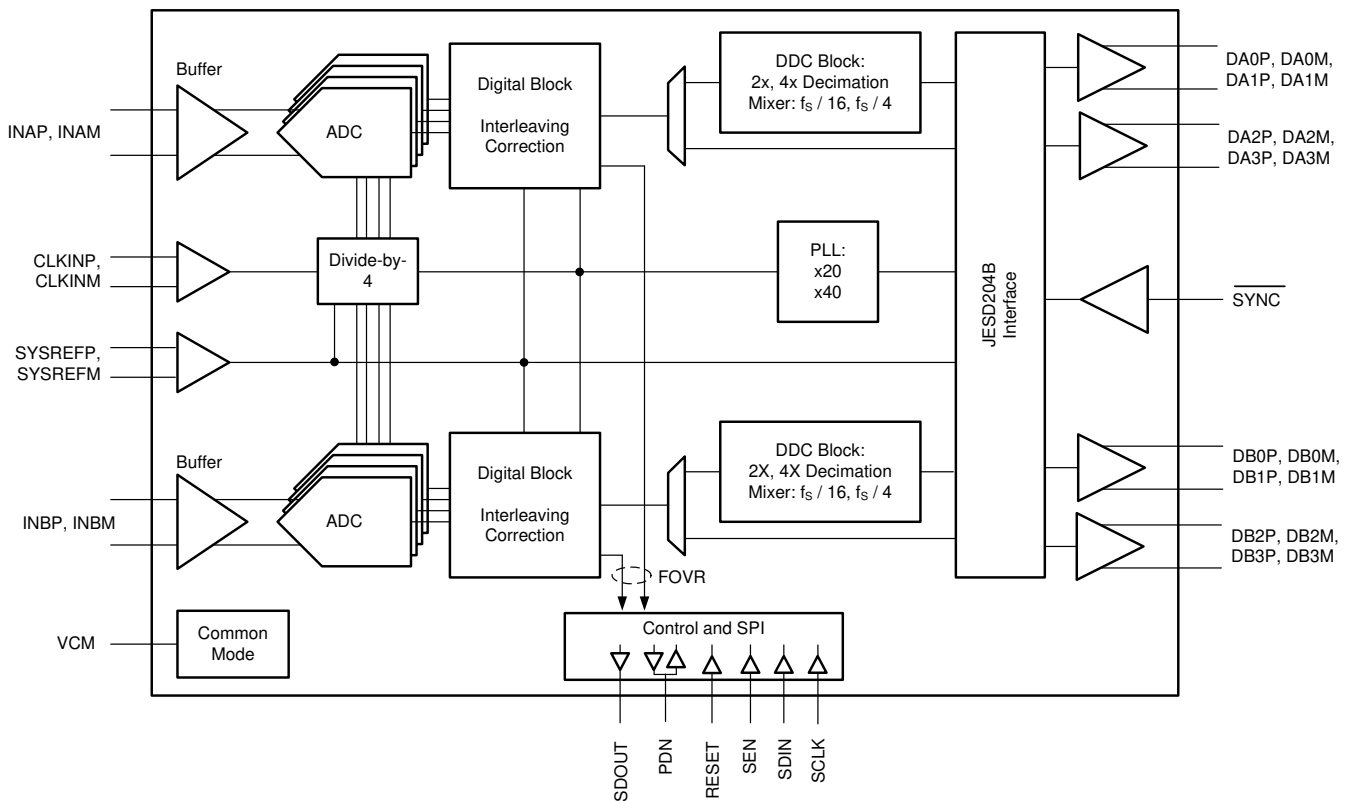 Buffer
INAP, INAM
ADC
Digital Block
Interleaving
Correction
DDC Block:
2x, 4x Decimation
Mixer: fS / 16, fS / 4
DA0P, DA0M,
DA1P, DA1M
DA2P, DA2M,
DA3P, DA3M
CLKINP,
CLKINM
Divide-by-
4
PLL:
x20
x40
JESD204B
Interface
SYNC
SYSREFP,
SYSREFM
Buffer
INBP, INBM
ADC
Digital Block
Interleaving
Correction
DDC Block:
2X, 4X Decimation
Mixer: fS / 16, fS / 4
DB0P, DB0M,
DB1P, DB1M
DB2P, DB2M,
DB3P, DB3M
FOVR
VCM
Common
Mode
Control and SPI
SDOUT
PDN
RESET
SEN
SDIN
SCLK